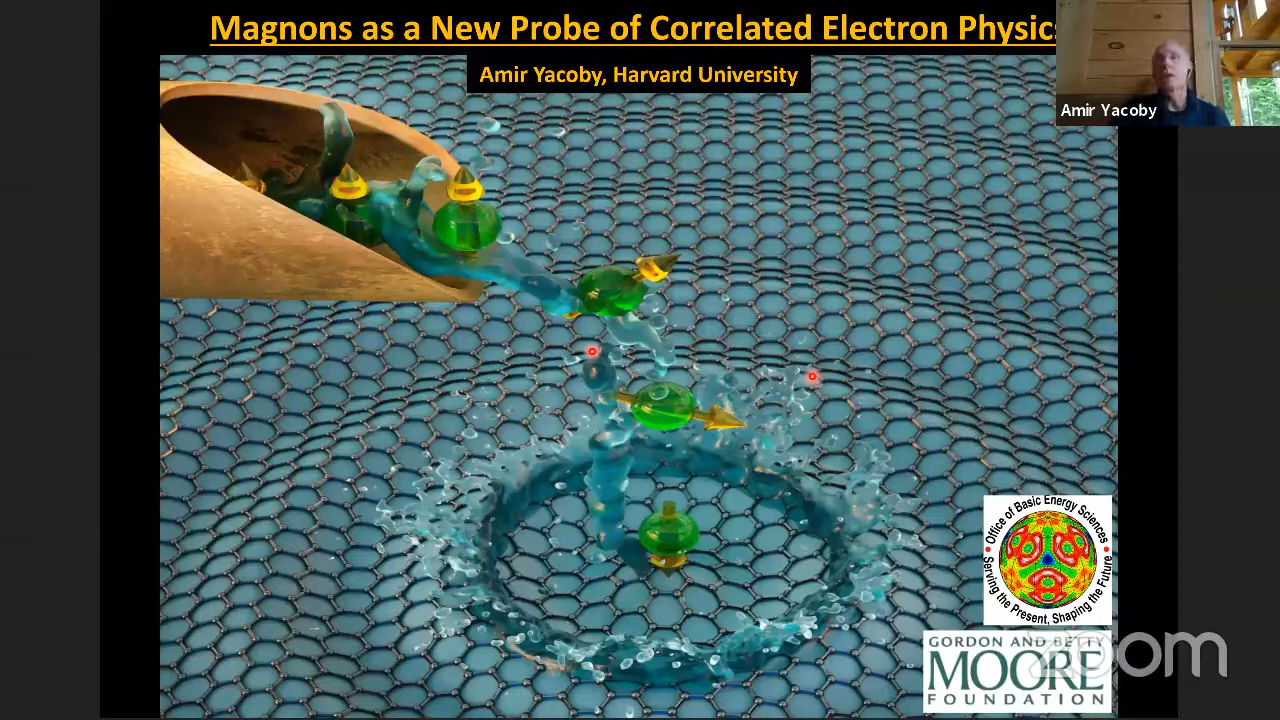 Magnons as a New Probe of Correlated Electron Physics
Amir Yacoby, Harvard University
Amir Yacoby
Office of Basic Energy Sciences
Serving the Present, Shaping the Future
GORDON AND BETTY
MOORE
FOUNDATION
zoom